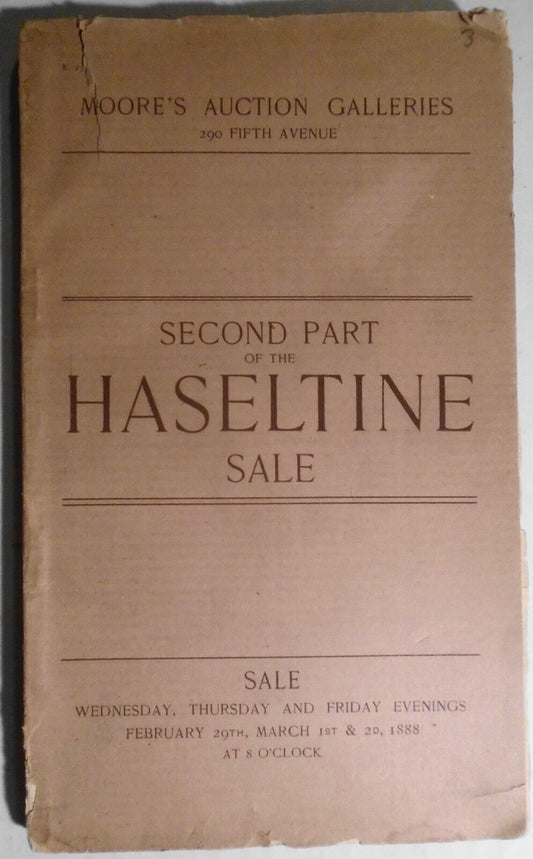 3
MOORE'S AUCTION GALLERIES
290 FIFTH AVENUE
SECOND PART
OF THE
HASELTINE
SALE
SALE
WEDNESDAY, THURSDAY AND FRIDAY EVENINGS
FEBRUARY 29TH, MARCH 1ST & 2D, 1888
AT 8 O'CLOCK